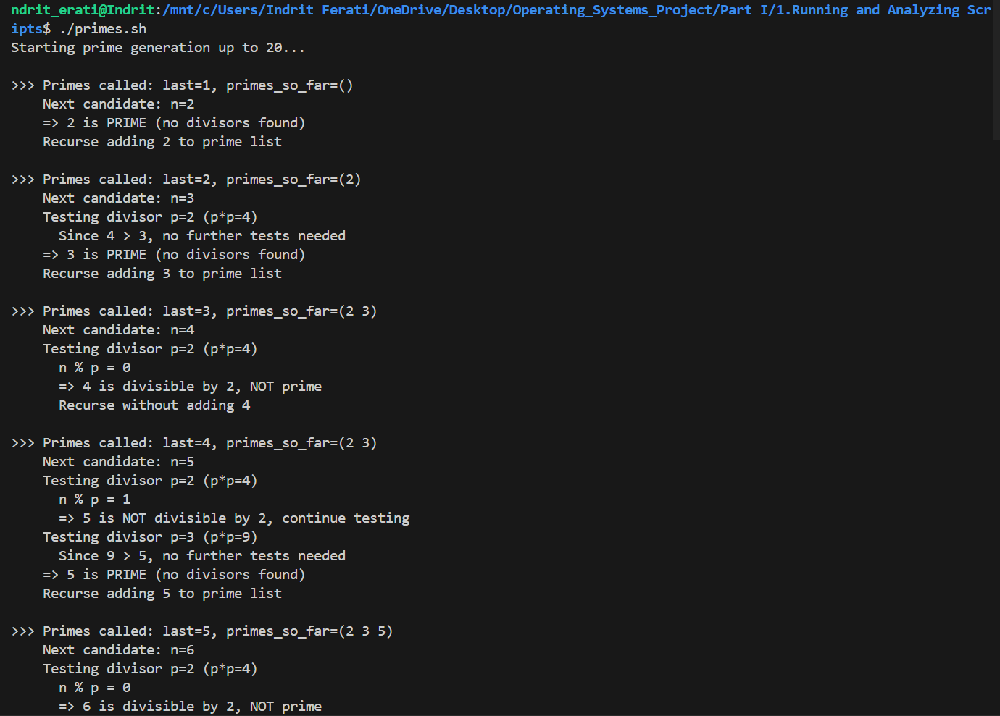 ndrit_erati@Indrit:/mnt/c/Users/Indrit Ferati/OneDrive/Desktop/Operating_Systems_Project/Part I/1.Running and Analyzing Scr
ipts$ ./primes.sh
Starting prime generation up to 20...

>>> Primes called: last=1, primes_so_far=()
    Next candidate: n=2
    => 2 is PRIME (no divisors found)
    Recurse adding 2 to prime list

>>> Primes called: last=2, primes_so_far=(2)
    Next candidate: n=3
    Testing divisor p=2 (p*p=4)
      Since 4 > 3, no further tests needed
    => 3 is PRIME (no divisors found)
    Recurse adding 3 to prime list

>>> Primes called: last=3, primes_so_far=(2 3)
    Next candidate: n=4
    Testing divisor p=2 (p*p=4)
      n % p = 0
      => 4 is divisible by 2, NOT prime
      Recurse without adding 4

>>> Primes called: last=4, primes_so_far=(2 3)
    Next candidate: n=5
    Testing divisor p=2 (p*p=4)
      n % p = 1
      => 5 is NOT divisible by 2, continue testing
    Testing divisor p=3 (p*p=9)
      Since 9 > 5, no further tests needed
    => 5 is PRIME (no divisors found)
    Recurse adding 5 to prime list

>>> Primes called: last=5, primes_so_far=(2 3 5)
    Next candidate: n=6
    Testing divisor p=2 (p*p=4)
      n % p = 0
      => 6 is divisible by 2, NOT prime